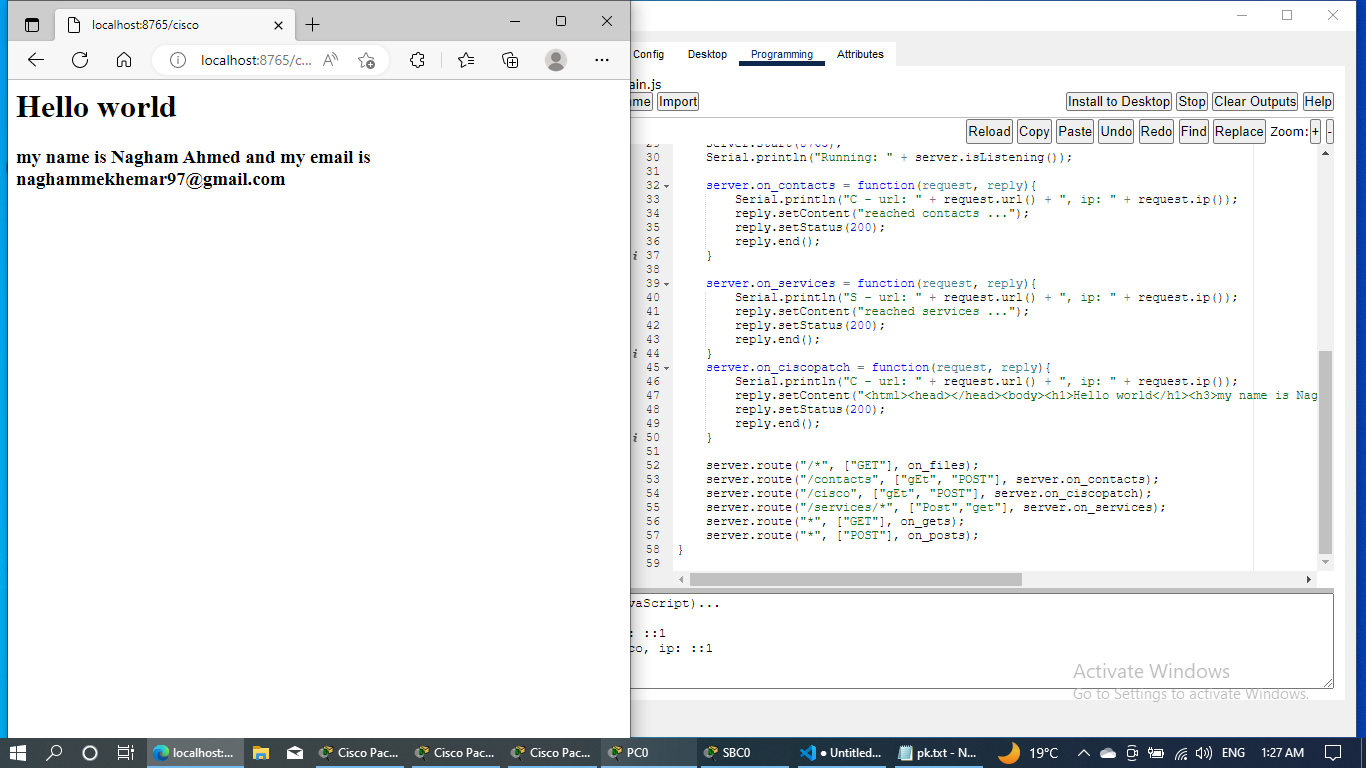 localhost:8765/cisco
localhost:8765/c...
Hello world
my name is Nagham Ahmed and my email is
naghammekhemar97@gmail.com
Config Desktop Programming Attributes
ain.js
Import
Install to Desktop Stop Clear Outputs Help
Reload Copy Paste Undo Redo Find Replace Zoom: + -
30 Serial.println("Running: " + server.isListening());
31
32 server.on_contacts = function(request, reply){
33 Serial.println("C - url: " + request.url() + ", ip: " + request.ip());
34 reply.setContent("reached contacts ...");
35 reply.setStatus(200);
36 reply.end();
i 37 }
38
39 server.on_services = function(request, reply){
40 Serial.println("S - url: " + request.url() + ", ip: " + request.ip());
41 reply.setContent("reached services ...");
42 reply.setStatus(200);
43 reply.end();
i 44 }
45 server.on_ciscopatch = function(request, reply){
46 Serial.println("C - url: " + request.url() + ", ip: " + request.ip());
47 reply.setContent("<html><head></head><body><h1>Hello world</h1><h3>my name is Nag
48 reply.setStatus(200);
49 reply.end();
i 50 }
51
52 server.route("/*", ["GET"], on_files);
53 server.route("/contacts", ["gEt", "POST"], server.on_contacts);
54 server.route("/cisco", ["gEt", "POST"], server.on_ciscopatch);
55 server.route("/services/*", ["Post","get"], server.on_services);
56 server.route("*", ["GET"], on_gets);
57 server.route("*", ["POST"], on_posts);
58 }
59
vaScript)...
: ::1
co, ip: ::1
Activate Windows
Go to Settings to activate Windows.
localhost:... Cisco Pac... Cisco Pac... Cisco Pac... PC0 SBC0 ● Untitled... pk.txt - N... 19°C ENG 1:27 AM